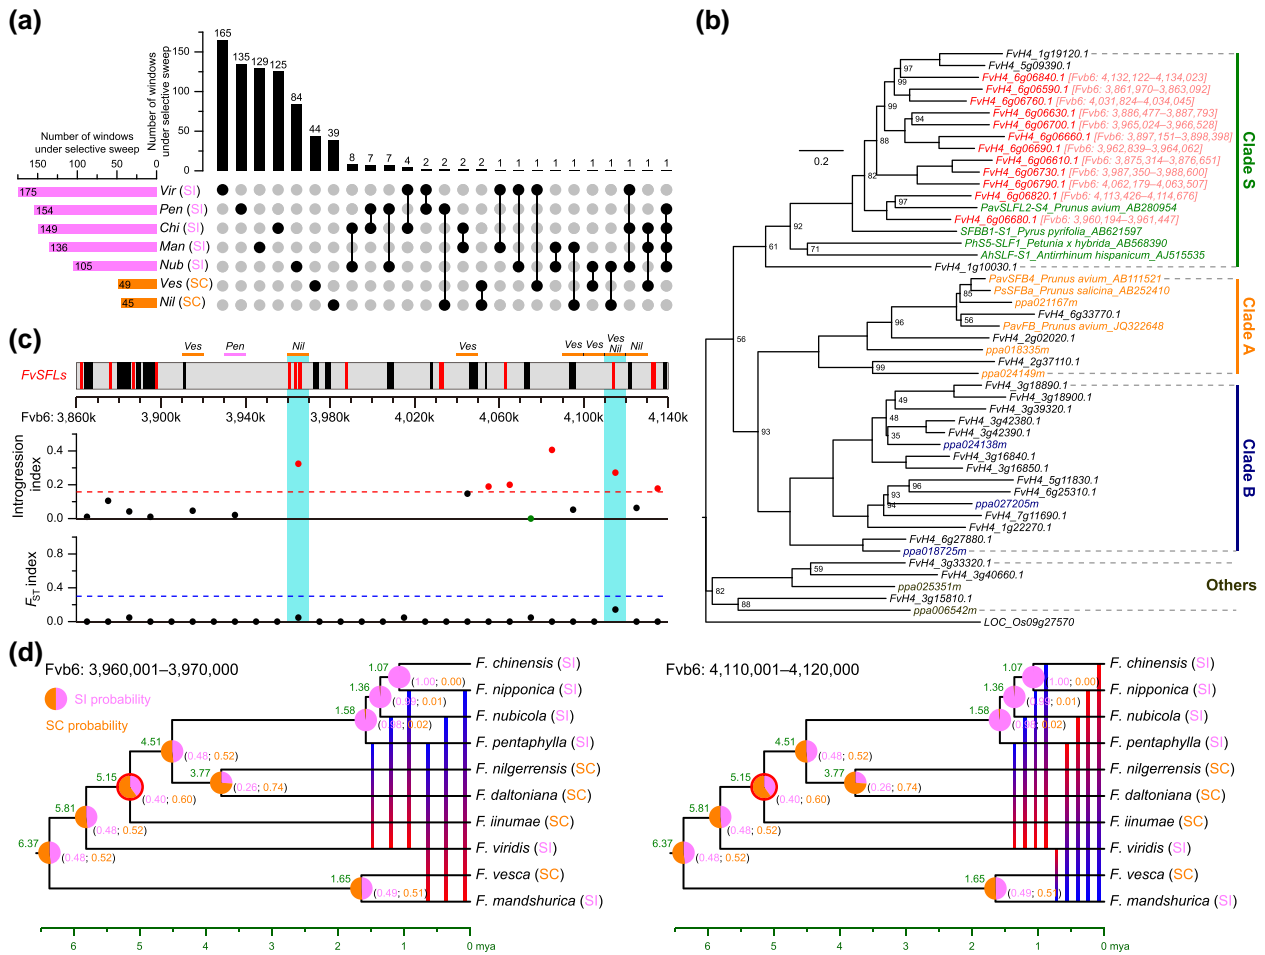 (a)
Number of windows
under selective sweep
150 100 50 0
Number of windows
under selective sweep
150
100
50
0
165 135 129 125 84 44 39 8 7 7 4 2 2 2 1 1 1 1 1 1 1 1 1 1 1
175 Vir (SI)
154 Pen (SI)
149 Chi (SI)
136 Man (SI)
105 Nub (SI)
49 Ves (SC)
45 Nil (SC)
(b)
0.2
FvH4_1g19120.1
FvH4_5g09390.1
FvH4_6g06840.1 [Fvb6: 4,132,122–4,134,023]
FvH4_6g06590.1 [Fvb6: 3,861,970–3,863,092]
FvH4_6g06760.1 [Fvb6: 4,031,824–4,034,045]
FvH4_6g06630.1 [Fvb6: 3,886,477–3,887,793]
FvH4_6g06700.1 [Fvb6: 3,965,024–3,966,528]
FvH4_6g06660.1 [Fvb6: 3,897,151–3,898,398]
FvH4_6g06690.1 [Fvb6: 3,962,839–3,964,062]
FvH4_6g06610.1 [Fvb6: 3,875,314–3,876,651]
FvH4_6g06730.1 [Fvb6: 3,987,350–3,988,600]
FvH4_6g06790.1 [Fvb6: 4,062,179–4,063,507]
FvH4_6g06820.1 [Fvb6: 4,113,426–4,114,676]
PavSLFL2-S4_Prunus avium_AB280954
FvH4_6g06680.1 [Fvb6: 3,960,194–3,961,447]
SFBB1-S1_Pyrus pyrifolia_AB621597
PhS5-SLF1_Petunia x hybrida_AB568390
AhSLF-S1_Antirrhinum hispanicum_AJ515535
FvH4_1g10030.1
PavSFB4_Prunus avium_AB111521
PsSFBa_Prunus salicina_AB252410
ppa021167m
FvH4_6g33770.1
PavFB_Prunus avium_JQ322648
FvH4_2g02020.1
ppa018335m
FvH4_2g37110.1
ppa024149m
FvH4_3g18890.1
FvH4_3g18900.1
FvH4_3g39320.1
FvH4_3g42380.1
FvH4_3g42390.1
ppa024138m
FvH4_3g16840.1
FvH4_3g16850.1
FvH4_5g11830.1
FvH4_6g25310.1
ppa027205m
FvH4_7g11690.1
FvH4_1g22270.1
FvH4_6g27880.1
ppa018725m
FvH4_3g33320.1
FvH4_3g40660.1
ppa025351m
FvH4_3g15810.1
ppa006542m
LOC_Os09g27570
97
99
99
94
88
82
97
92
71
61
85
96
56
99
56
49
48
35
93
96
93
94
59
82
88
Clade S
Clade A
Clade B
Others
(c)
Ves Pen Nil Ves Ves Ves Ves Nil Nil
FvSFLs
Fvb6: 3,860k 3,900k 3,940k 3,980k 4,020k 4,060k 4,100k 4,140k
Introgression
index
0.4
0.2
0.0
FST index
0.8
0.4
0.0
(d)
Fvb6: 3,960,001–3,970,000
SI probability
SC probability
1.07
(1.00; 0.00)
1.36
(0.99; 0.01)
1.58
(0.98; 0.02)
4.51
(0.48; 0.52)
3.77
(0.26; 0.74)
5.15
(0.40; 0.60)
5.81
(0.48; 0.52)
6.37
(0.48; 0.52)
1.65
(0.49; 0.51)
F. chinensis (SI)
F. nipponica (SI)
F. nubicola (SI)
F. pentaphylla (SI)
F. nilgerrensis (SC)
F. daltoniana (SC)
F. iinumae (SC)
F. viridis (SI)
F. vesca (SC)
F. mandshurica (SI)
6 5 4 3 2 1 0 mya
Fvb6: 4,110,001–4,120,000
1.07
(1.00; 0.00)
1.36
(0.99; 0.01)
1.58
(0.98; 0.02)
4.51
(0.48; 0.52)
3.77
(0.26; 0.74)
5.15
(0.40; 0.60)
5.81
(0.48; 0.52)
6.37
(0.48; 0.52)
1.65
(0.49; 0.51)
F. chinensis (SI)
F. nipponica (SI)
F. nubicola (SI)
F. pentaphylla (SI)
F. nilgerrensis (SC)
F. daltoniana (SC)
F. iinumae (SC)
F. viridis (SI)
F. vesca (SC)
F. mandshurica (SI)
6 5 4 3 2 1 0 mya